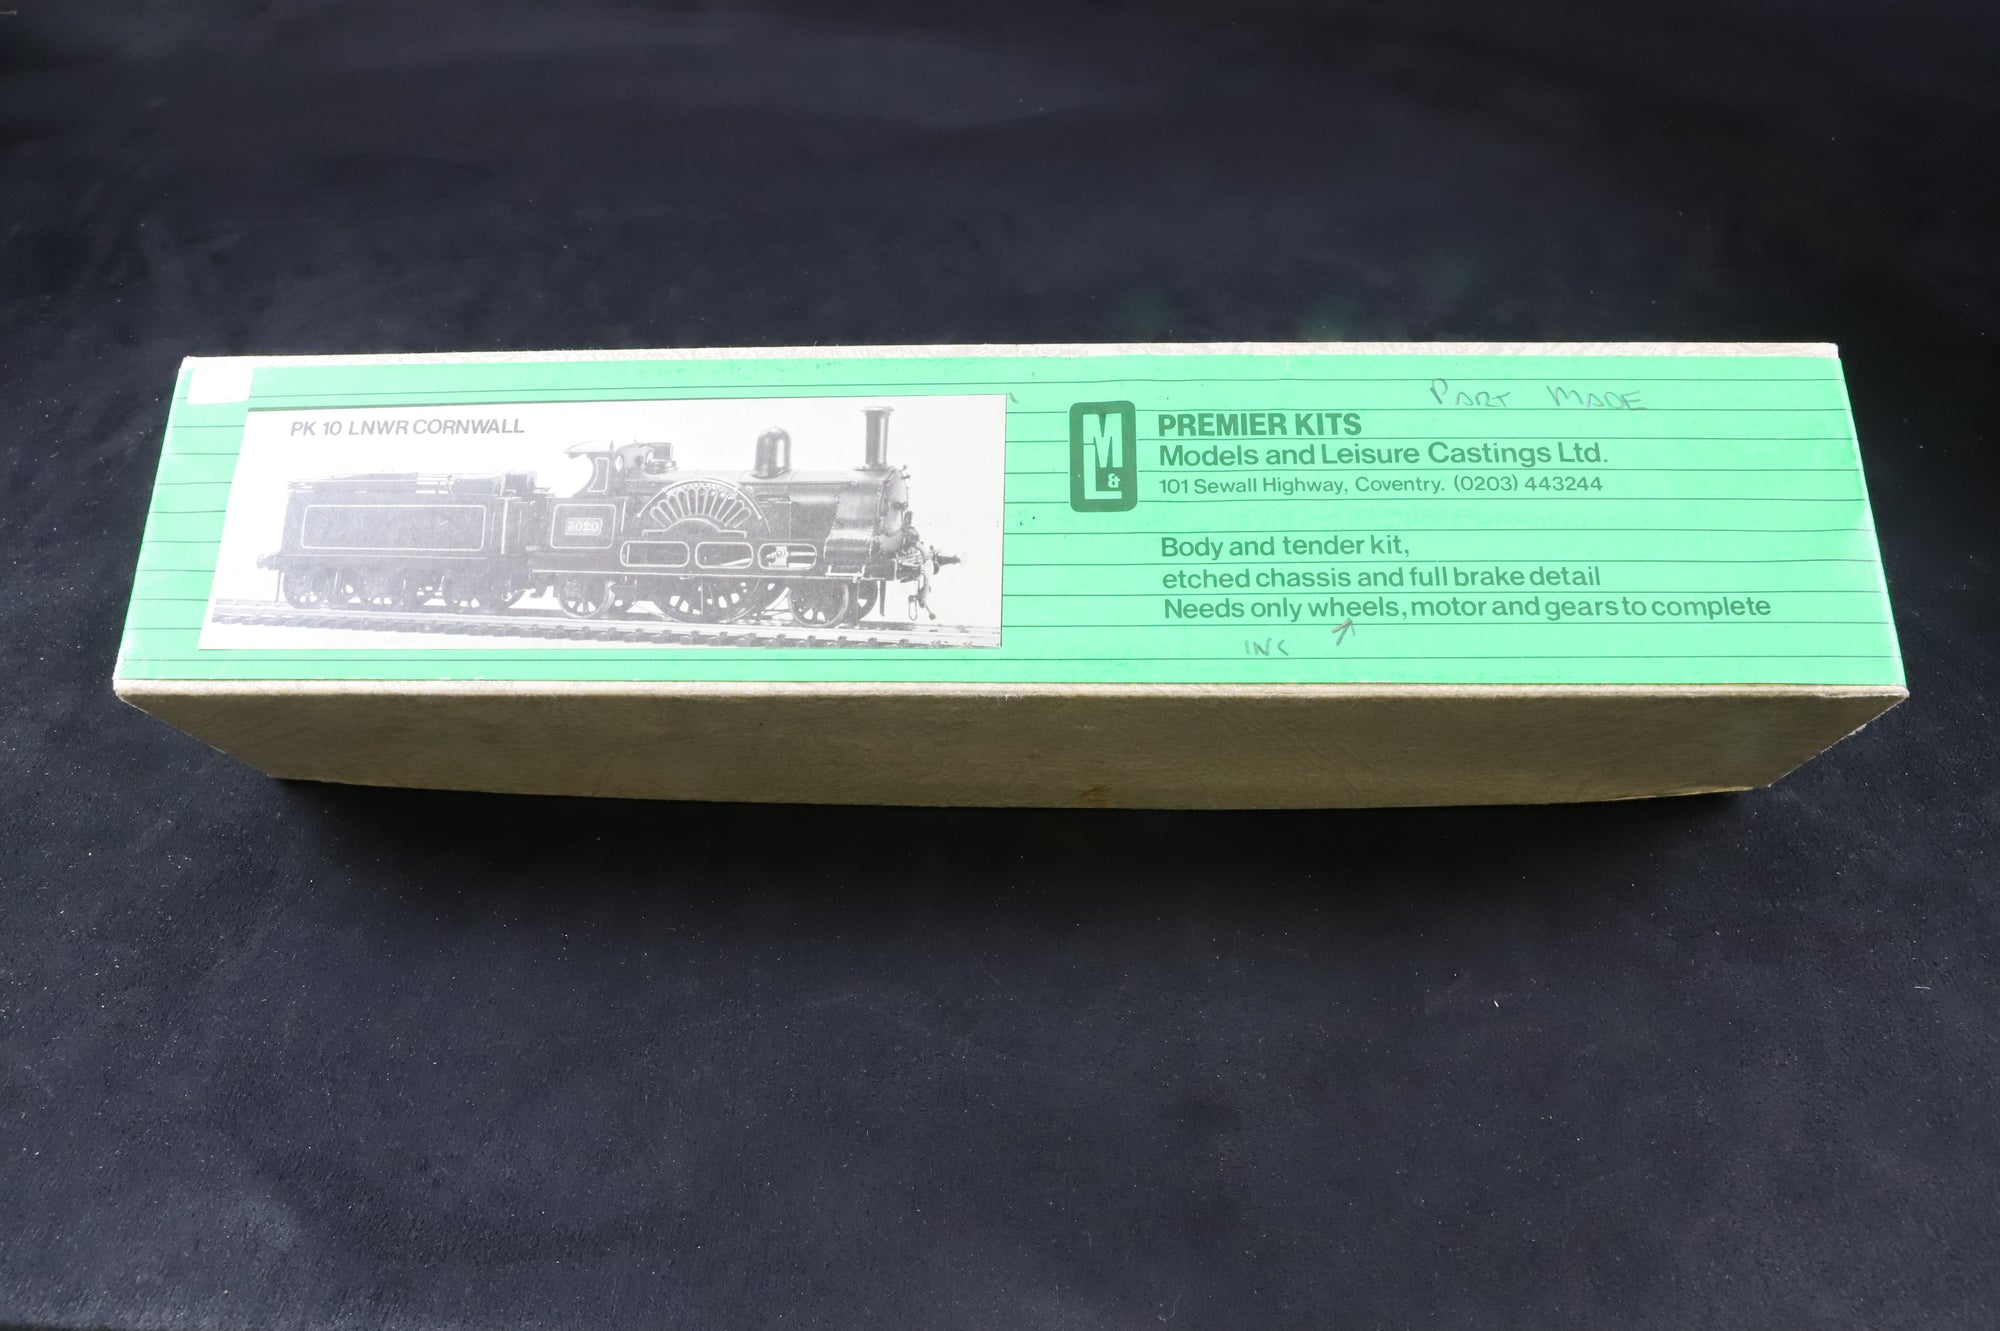 PK 10 LNWR CORNWALL
3020
PART MADE
M
L &
PREMIER KITS
Models and Leisure Castings Ltd.
101 Sewall Highway, Coventry. (0203) 443244
Body and tender kit,
etched chassis and full brake detail
Needs only wheels, motor and gears to complete
INC